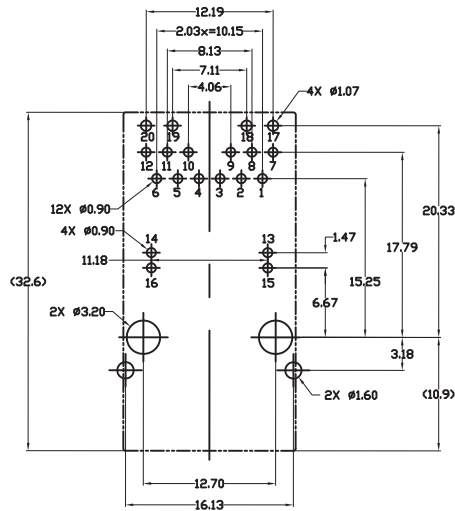 12.19
2.03x=10.15
8.13
7.11
4.06
4X Ø1.07
20 19 18 17
12 11 10 9 8 7
6 5 4 3 2 1
12X Ø0.90
4X Ø0.90
14 13
1.47
11.18
16 15
(32.6)
20.33
17.79
15.25
6.67
2X Ø3.20
3.18
2X Ø1.60
(10.9)
12.70
16.13